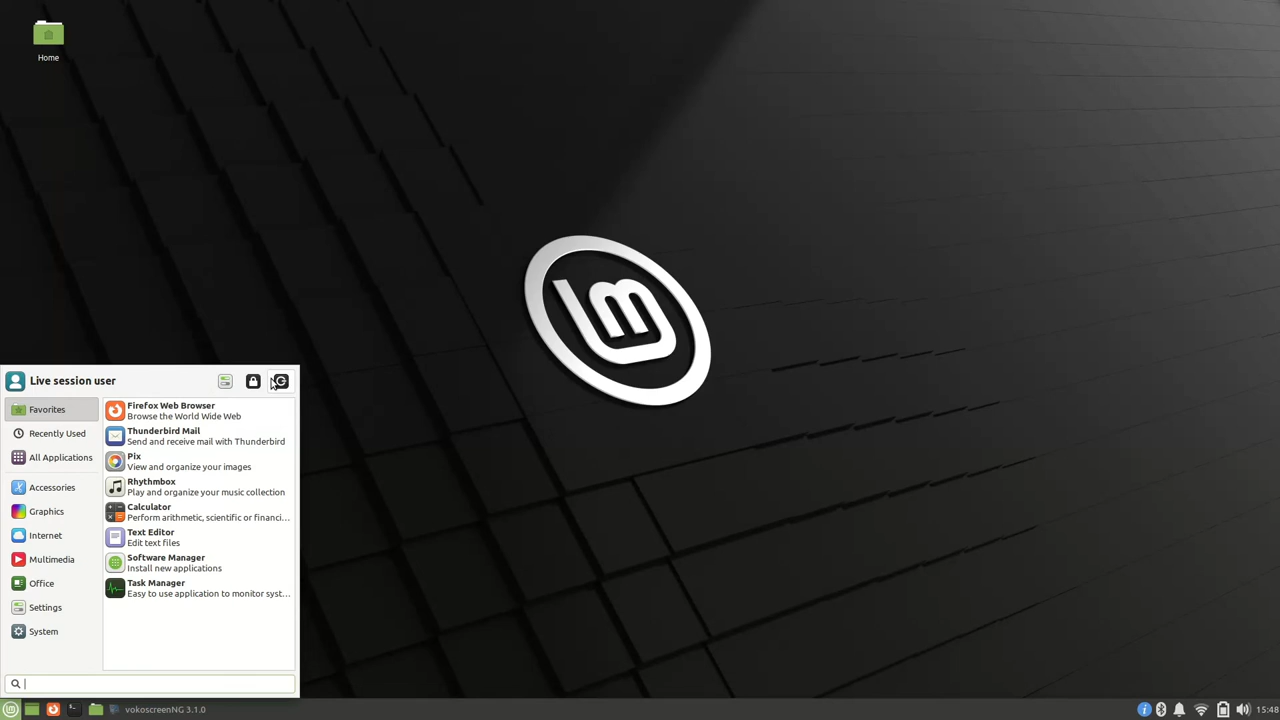 Home
Live session user
Favorites
Recently Used
All Applications
Accessories
Graphics
Internet
Multimedia
Office
Settings
System
Firefox Web Browser
Browse the World Wide Web
Thunderbird Mail
Send and receive mail with Thunderbird
Pix
View and organize your images
Rhythmbox
Play and organize your music collection
Calculator
Perform arithmetic, scientific or financi...
Text Editor
Edit text files
Software Manager
Install new applications
Task Manager
Easy to use application to monitor syst...
vokoscreenNG 3.1.0
15:48